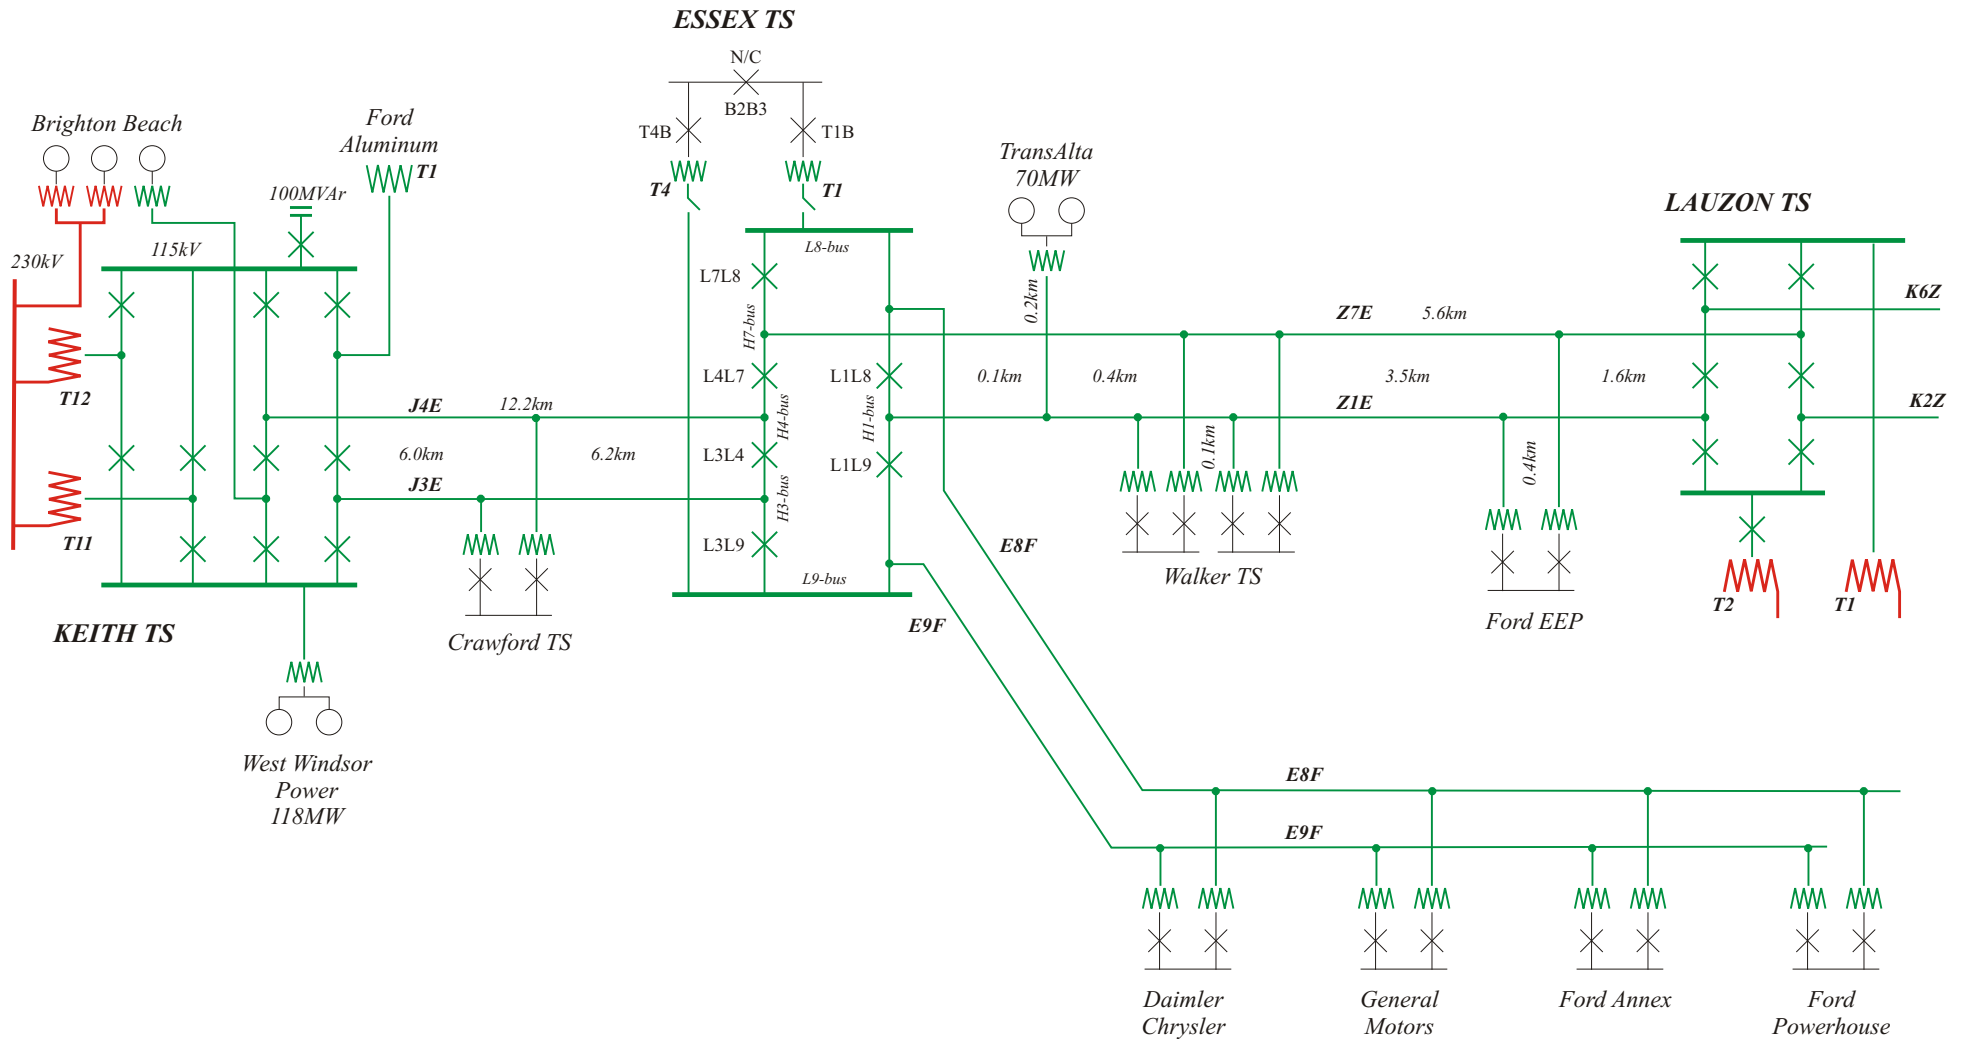 ESSEX TS
N/C
B2B3
T4B
T1B
T4
T1
Brighton Beach
Ford
Aluminum
T1
100MVAr
230kV
115kV
T12
T11
KEITH TS
West Windsor
Power
118MW
J4E
12.2km
6.0km
6.2km
J3E
Crawford TS
L8-bus
L7L8
H7-bus
L4L7
L1L8
H4-bus
H1-bus
L3L4
L1L9
H3-bus
L3L9
L9-bus
TransAlta
70MW
0.2km
Z7E
5.6km
0.1km
0.4km
3.5km
1.6km
Z1E
0.1km
0.4km
Walker TS
Ford EEP
LAUZON TS
K6Z
K2Z
T2
T1
E8F
E9F
E8F
E9F
Daimler
Chrysler
General
Motors
Ford Annex
Ford
Powerhouse